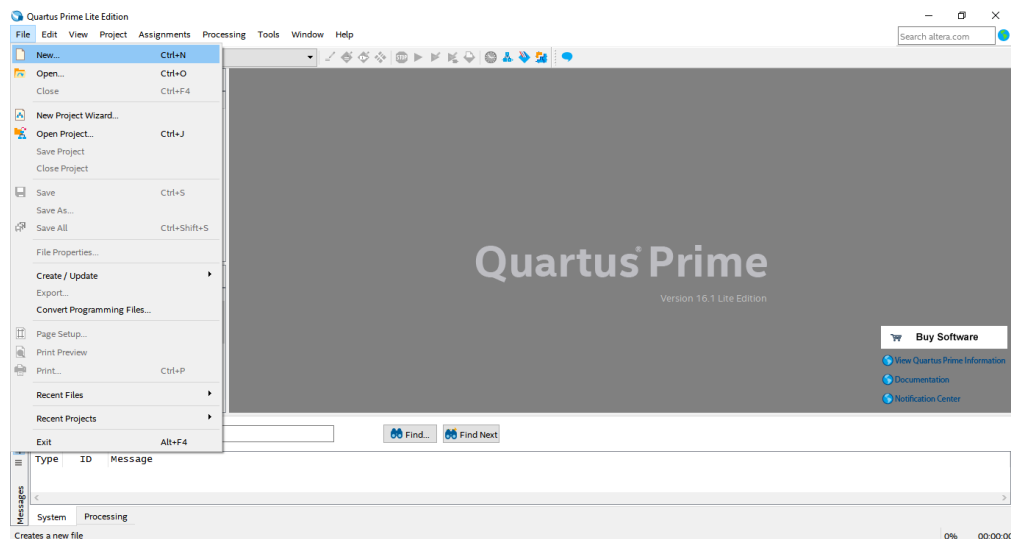 Quartus Prime Lite Edition
File Edit View Project Assignments Processing Tools Window Help
Search altera.com
New... Ctrl+N
Open... Ctrl+O
Close Ctrl+F4
New Project Wizard...
Open Project... Ctrl+J
Save Project
Close Project
Save Ctrl+S
Save As...
Save All Ctrl+Shift+S
File Properties...
Create / Update
Export...
Convert Programming Files...
Page Setup...
Print Preview
Print... Ctrl+P
Recent Files
Recent Projects
Exit Alt+F4
STOP
Quartus® Prime
Version 16.1 Lite Edition
Buy Software
View Quartus Prime Information
Documentation
Notification Center
Find... Find Next
Type ID Message
Messages
System Processing
Creates a new file 0% 00:00:00